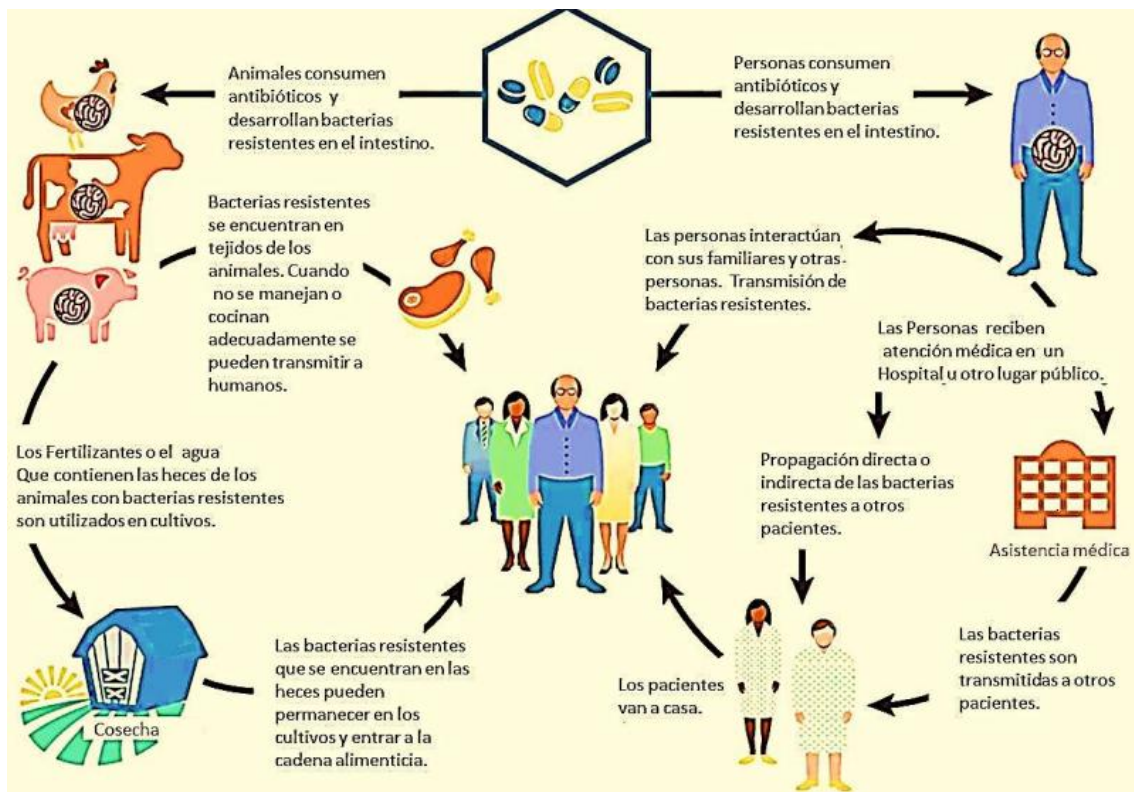 Animales consumen
antibióticos y
desarrollan bacterias
resistentes en el intestino.
Personas consumen
antibióticos y
desarrollan bacterias
resistentes en el intestino.
Bacterias resistentes
se encuentran en
tejidos de los
animales. Cuando
no se manejan o
cocinan
adecuadamente se
pueden transmitir a
humanos.
Las personas interactúan
con sus familiares y otras
personas. Transmisión de
bacterias resistentes.
Las Personas reciben
atención médica en un
Hospital u otro lugar público.
Los Fertilizantes o el agua
Que contienen las heces de los
animales con bacterias resistentes
son utilizados en cultivos.
Propagación directa o
indirecta de las bacterias
resistentes a otros
pacientes.
Asistencia médica
Cosecha
Las bacterias resistentes
que se encuentran en las
heces pueden
permanecer en los
cultivos y entrar a la
cadena alimenticia.
Los pacientes
van a casa.
Las bacterias
resistentes son
transmitidas a otros
pacientes.